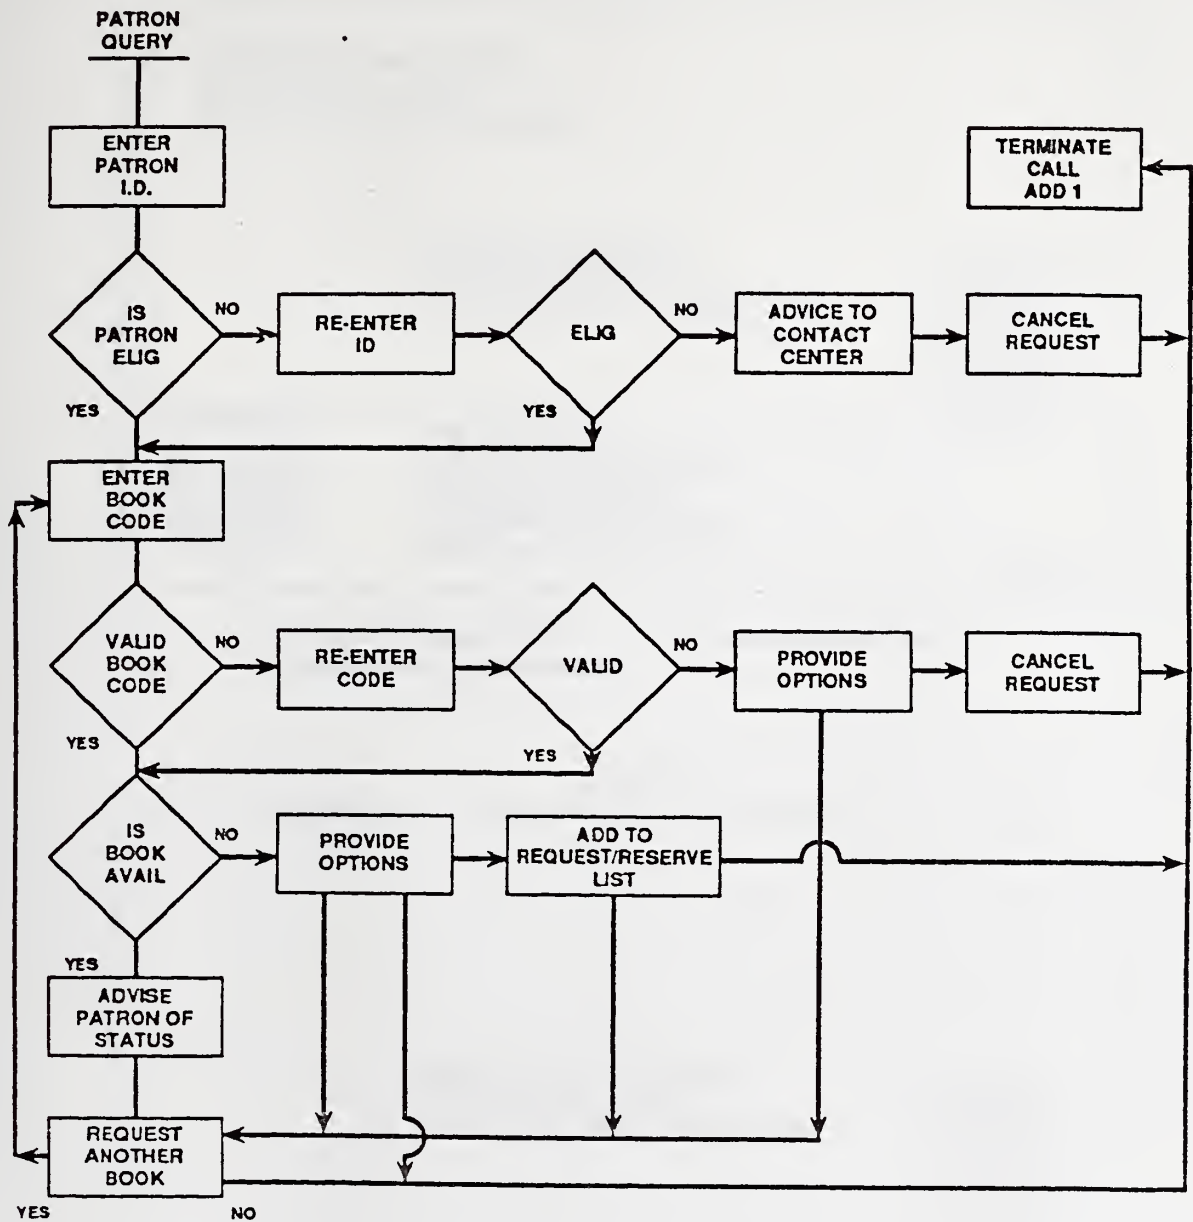 PATRON
QUERY
ENTER
PATRON
I.D.
TERMINATE
CALL
ADD 1
IS
PATRON
ELIG
NO
RE-ENTER
ID
ELIG
NO
ADVICE TO
CONTACT
CENTER
CANCEL
REQUEST
YES
YES
ENTER
BOOK
CODE
VALID
BOOK
CODE
NO
RE-ENTER
CODE
VALID
NO
PROVIDE
OPTIONS
CANCEL
REQUEST
YES
YES
IS
BOOK
AVAIL
NO
PROVIDE
OPTIONS
ADD TO
REQUEST/RESERVE
LIST
YES
ADVISE
PATRON OF
STATUS
REQUEST
ANOTHER
BOOK
YES
NO